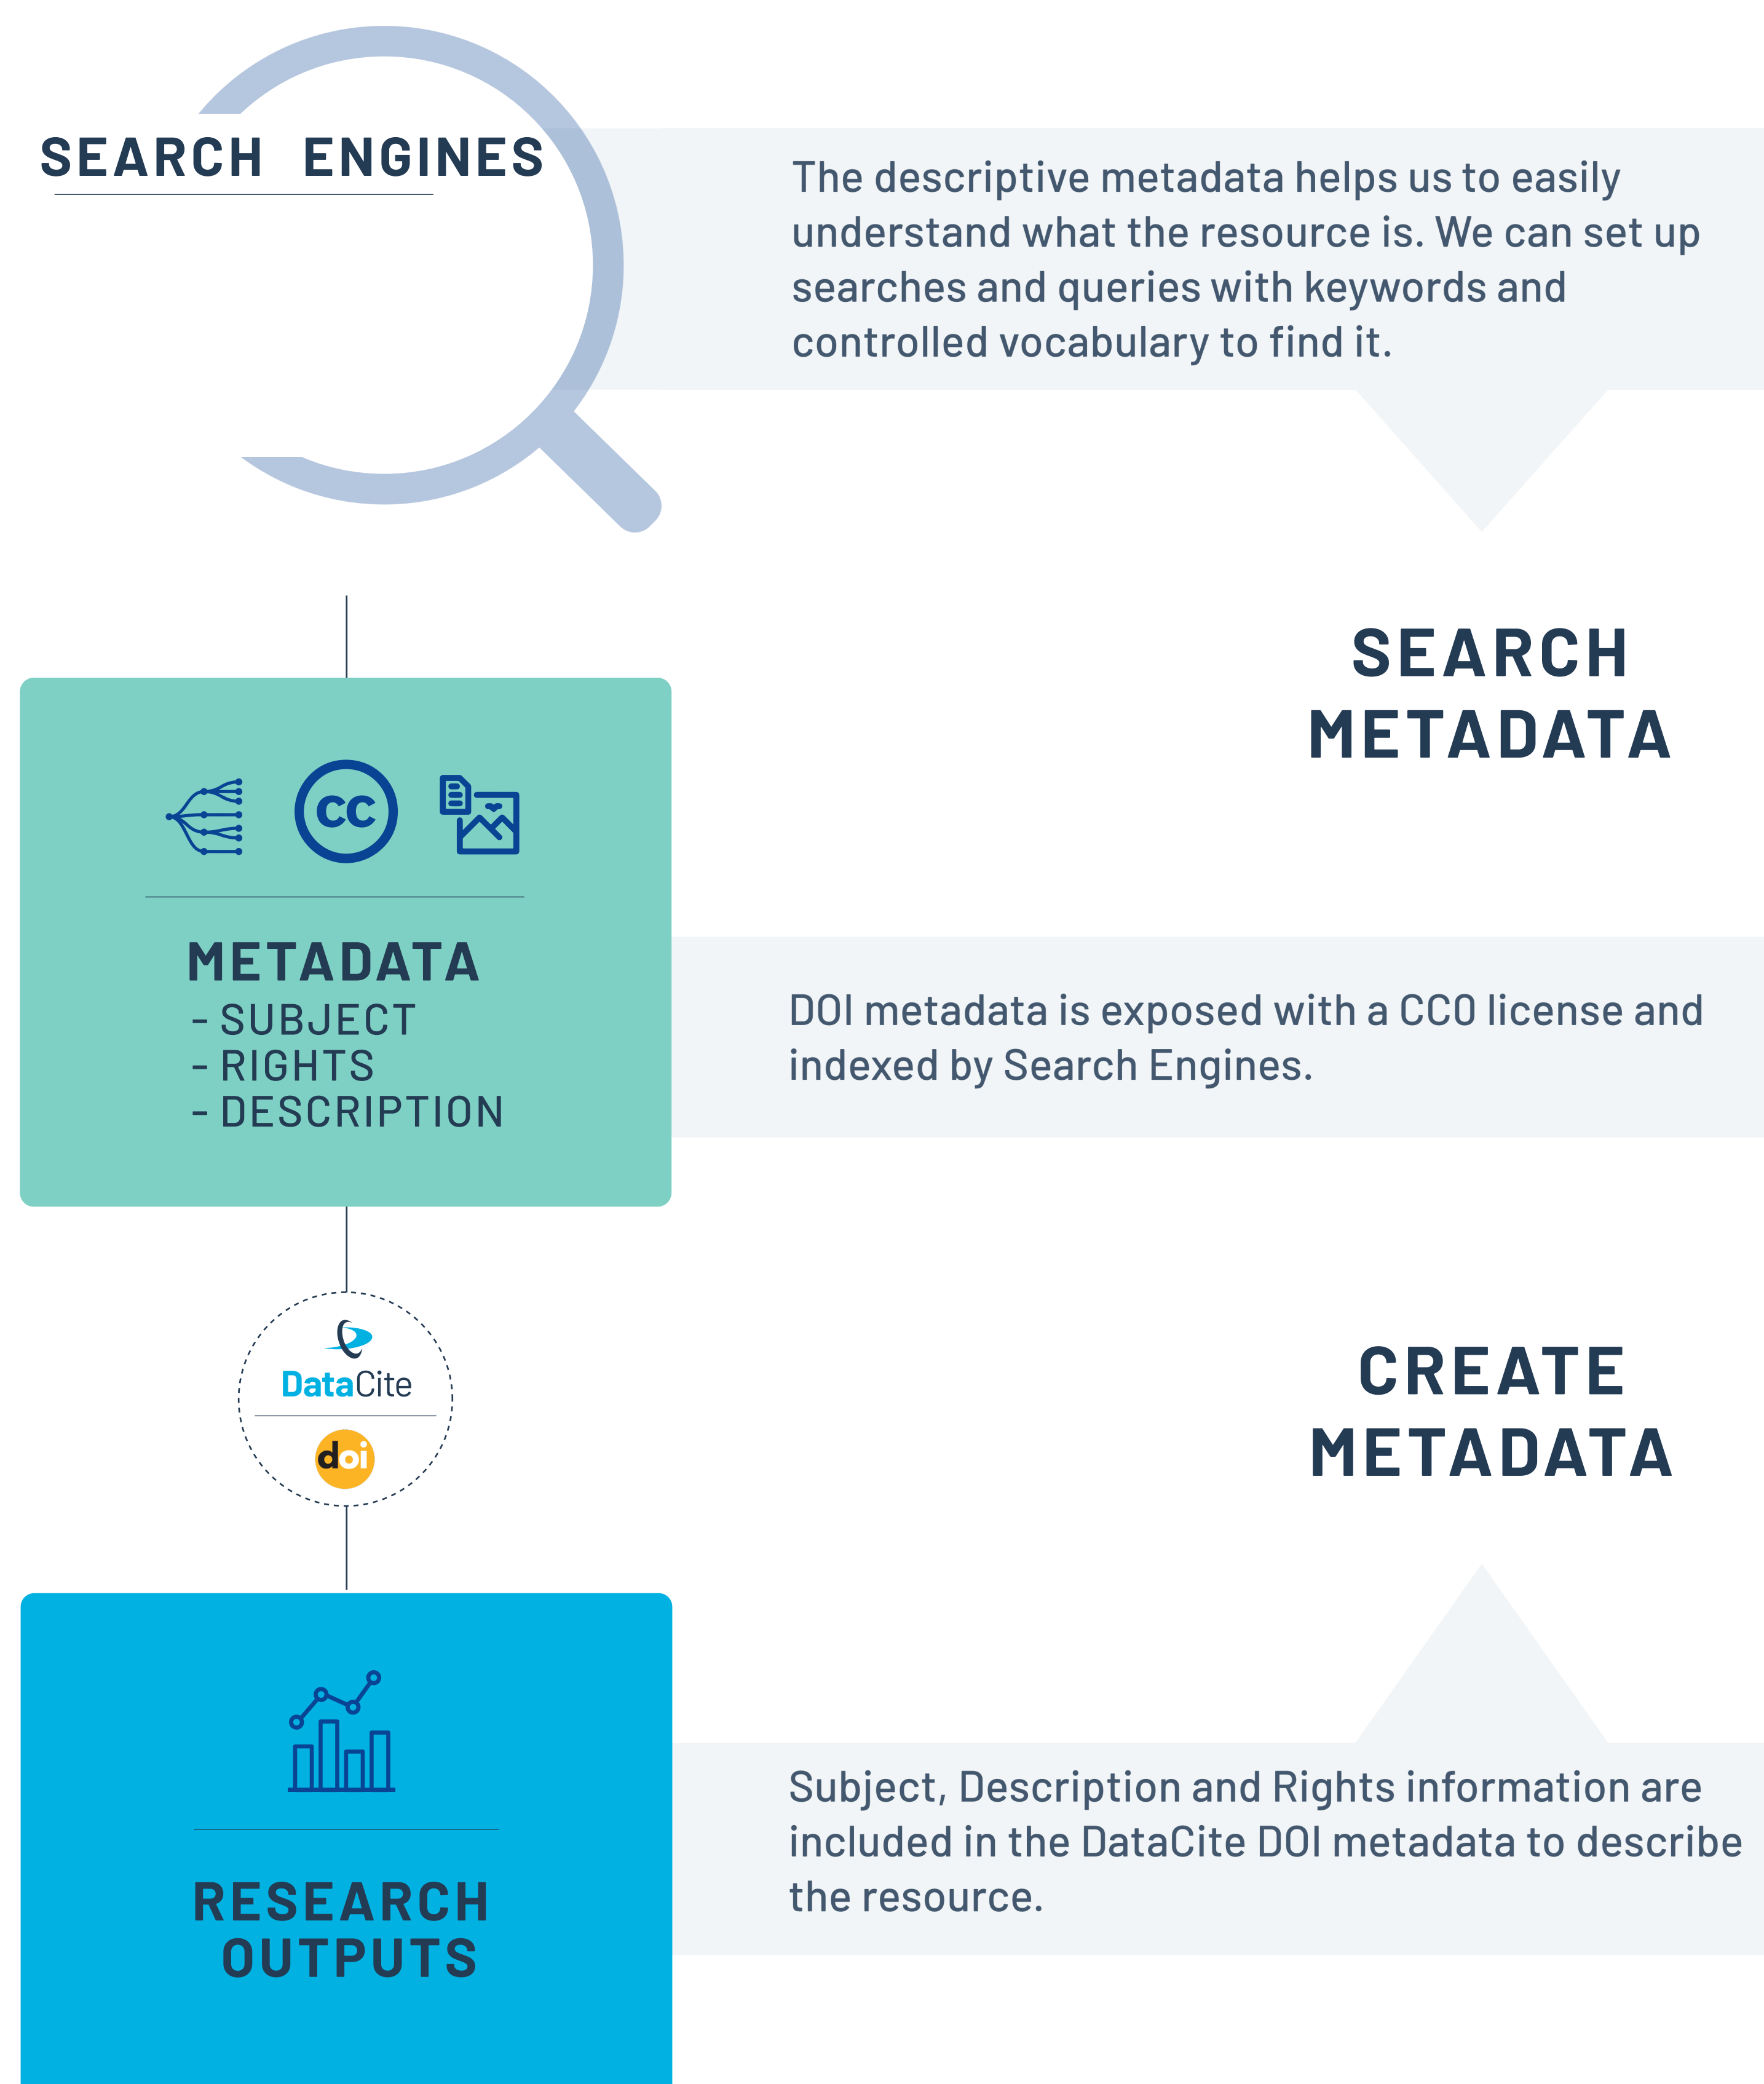 SEARCH ENGINES
The descriptive metadata helps us to easily
understand what the resource is. We can set up
searches and queries with keywords and
controlled vocabulary to find it.
SEARCH
METADATA
CC
METADATA
- SUBJECT
- RIGHTS
- DESCRIPTION
DOI metadata is exposed with a CC0 license and
indexed by Search Engines.
DataCite
doi
CREATE
METADATA
RESEARCH
OUTPUTS
Subject, Description and Rights information are
included in the DataCite DOI metadata to describe
the resource.